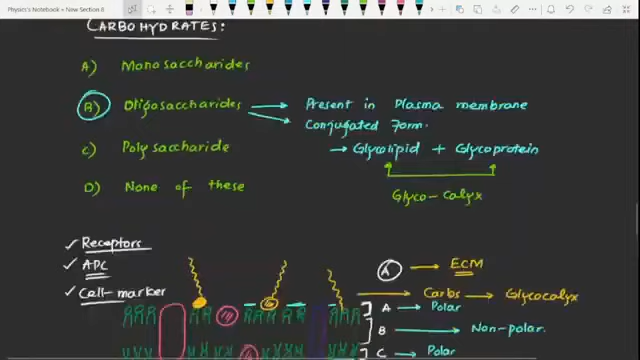 Physics's Notebook » New Section 6
CARBOHYDRATES:
A) Monosaccharides
B) Oligosaccharides → Present in Plasma membrane
→ Conjugated Form.
c) Polysaccharide → Glycolipid + Glycoprotein
D) None of these Glyco-Calyx
✓ Receptors
✓ APC
✓ Cell-marker
A → ECM
→ Carbs → Glycocalyx
A → Polar
B → Non-polar.
C → Polar